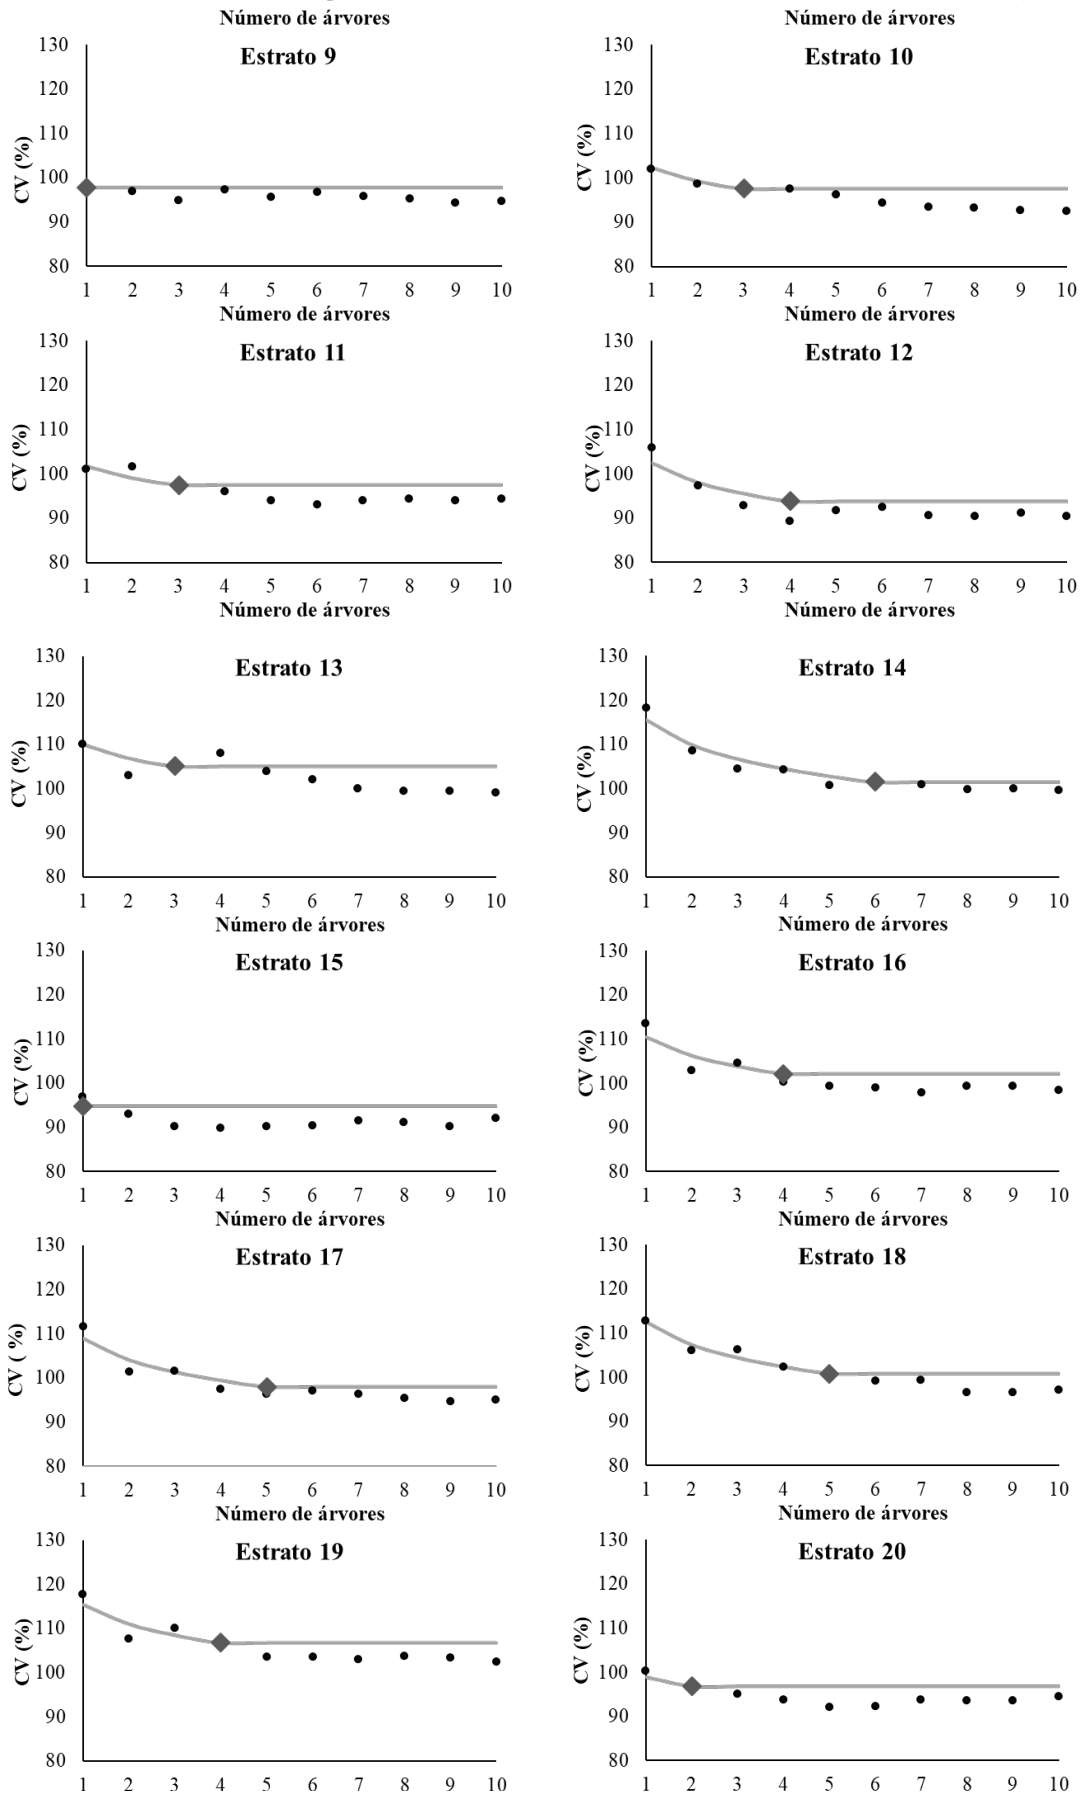 Número de árvores
Número de árvores
Estrato 9
130
120
110
100
90
80
CV (%)
1 2 3 4 5 6 7 8 9 10
Número de árvores
Estrato 10
130
120
110
100
90
80
CV (%)
1 2 3 4 5 6 7 8 9 10
Número de árvores
Estrato 11
130
120
110
100
90
80
CV (%)
1 2 3 4 5 6 7 8 9 10
Número de árvores
Estrato 12
130
120
110
100
90
80
CV (%)
1 2 3 4 5 6 7 8 9 10
Número de árvores
Estrato 13
130
120
110
100
90
80
CV (%)
1 2 3 4 5 6 7 8 9 10
Número de árvores
Estrato 14
130
120
110
100
90
80
CV (%)
1 2 3 4 5 6 7 8 9 10
Número de árvores
Estrato 15
130
120
110
100
90
80
CV (%)
1 2 3 4 5 6 7 8 9 10
Número de árvores
Estrato 16
130
120
110
100
90
80
CV (%)
1 2 3 4 5 6 7 8 9 10
Número de árvores
Estrato 17
130
120
110
100
90
80
CV ( %)
1 2 3 4 5 6 7 8 9 10
Número de árvores
Estrato 18
130
120
110
100
90
80
CV (%)
1 2 3 4 5 6 7 8 9 10
Número de árvores
Estrato 19
130
120
110
100
90
80
CV (%)
1 2 3 4 5 6 7 8 9 10
Estrato 20
130
120
110
100
90
80
CV (%)
1 2 3 4 5 6 7 8 9 10